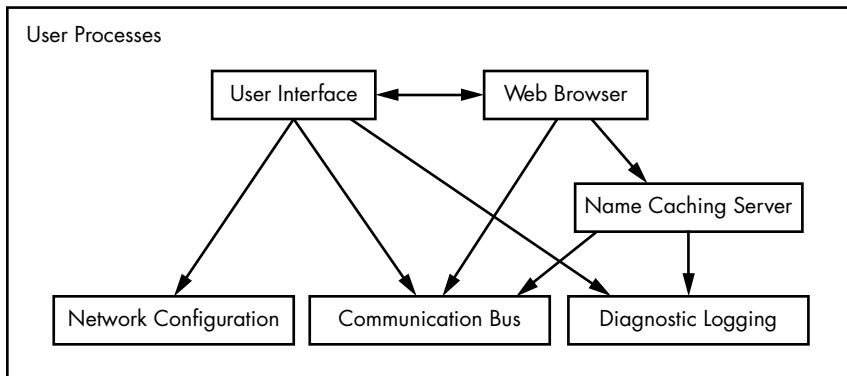 User Processes
User Interface
Web Browser
Name Caching Server
Network Configuration
Communication Bus
Diagnostic Logging